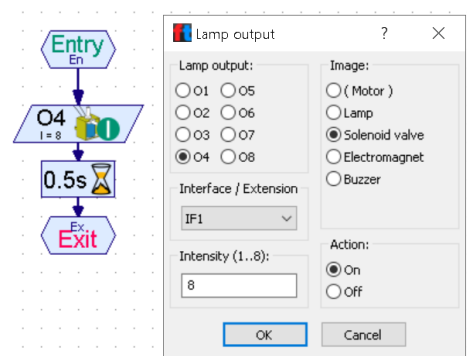 Entry
En
O4
I = 8
0.5s
Ex
Exit
Lamp output
?
Lamp output:
O1 O5
O2 O6
O3 O7
O4 O8
Interface / Extension
IF1
Intensity (1..8):
8
Image:
( Motor )
Lamp
Solenoid valve
Electromagnet
Buzzer
Action:
On
Off
OK
Cancel